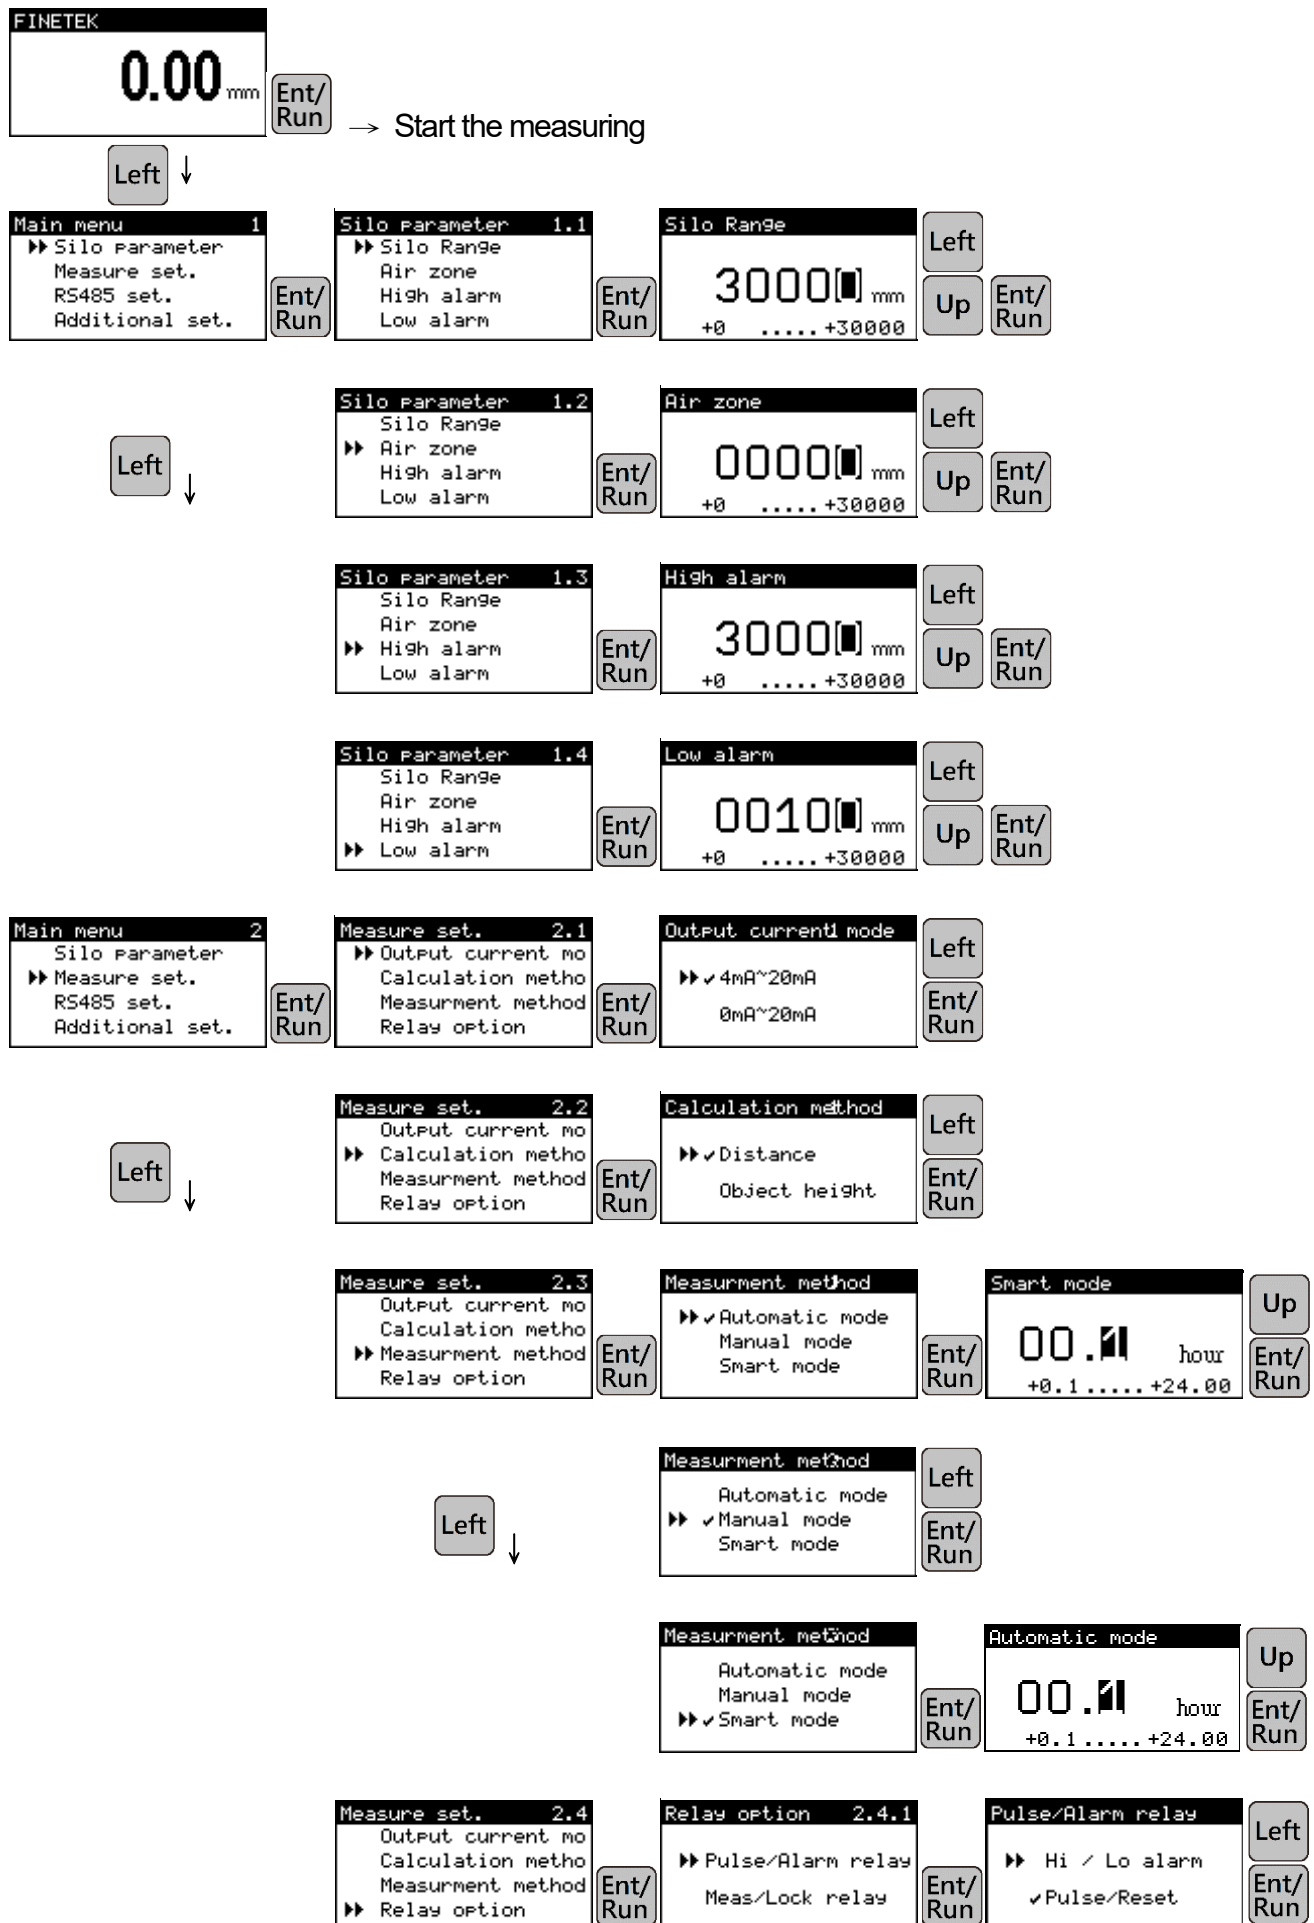 FINETEK
0.00 mm
Ent/
Run
→ Start the measuring
Left ↓
Main menu 1
Silo parameter
Measure set.
RS485 set.
Additional set.
Ent/
Run
Silo parameter 1.1
Silo Range
Air zone
High alarm
Low alarm
Ent/
Run
Silo Range
3000[ ] mm
+0 .....+30000
Left
Up
Ent/
Run
Left ↓
Silo parameter 1.2
Silo Range
Air zone
High alarm
Low alarm
Ent/
Run
Air zone
0000[ ] mm
+0 .....+30000
Left
Up
Ent/
Run
Silo parameter 1.3
Silo Range
Air zone
High alarm
Low alarm
Ent/
Run
High alarm
3000[ ] mm
+0 .....+30000
Left
Up
Ent/
Run
Silo parameter 1.4
Silo Range
Air zone
High alarm
Low alarm
Ent/
Run
Low alarm
0010[ ] mm
+0 .....+30000
Left
Up
Ent/
Run
Main menu 2
Silo parameter
Measure set.
RS485 set.
Additional set.
Ent/
Run
Measure set. 2.1
Output current mo
Calculation metho
Measurment method
Relay option
Ent/
Run
Output current1 mode
✓4mA~20mA
0mA~20mA
Left
Ent/
Run
Left ↓
Measure set. 2.2
Output current mo
Calculation metho
Measurment method
Relay option
Ent/
Run
Calculation method
✓Distance
Object height
Left
Ent/
Run
Measure set. 2.3
Output current mo
Calculation metho
Measurment method
Relay option
Ent/
Run
Measurment method
✓Automatic mode
Manual mode
Smart mode
Ent/
Run
Smart mode
00.1 hour
+0.1.....+24.00
Up
Ent/
Run
Left ↓
Measurment method
Automatic mode
✓Manual mode
Smart mode
Left
Ent/
Run
Measurment method
Automatic mode
Manual mode
✓Smart mode
Ent/
Run
Automatic mode
00.1 hour
+0.1.....+24.00
Up
Ent/
Run
Measure set. 2.4
Output current mo
Calculation metho
Measurment method
Relay option
Ent/
Run
Relay option 2.4.1
Pulse/Alarm relay
Meas/Lock relay
Ent/
Run
Pulse/Alarm relay
Hi / Lo alarm
✓Pulse/Reset
Left
Ent/
Run